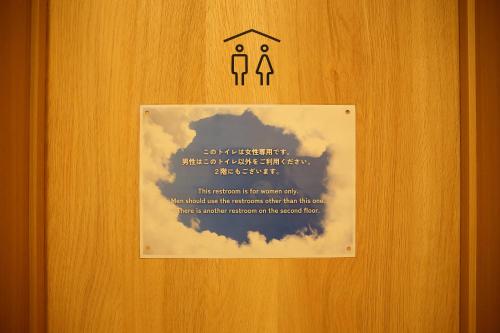 このトイレは女性専用です。
男性はこのトイレ以外をご利用ください。
２階にもございます。
This restroom is for women only.
Men should use the restrooms other than this one.
There is another restroom on the second floor.